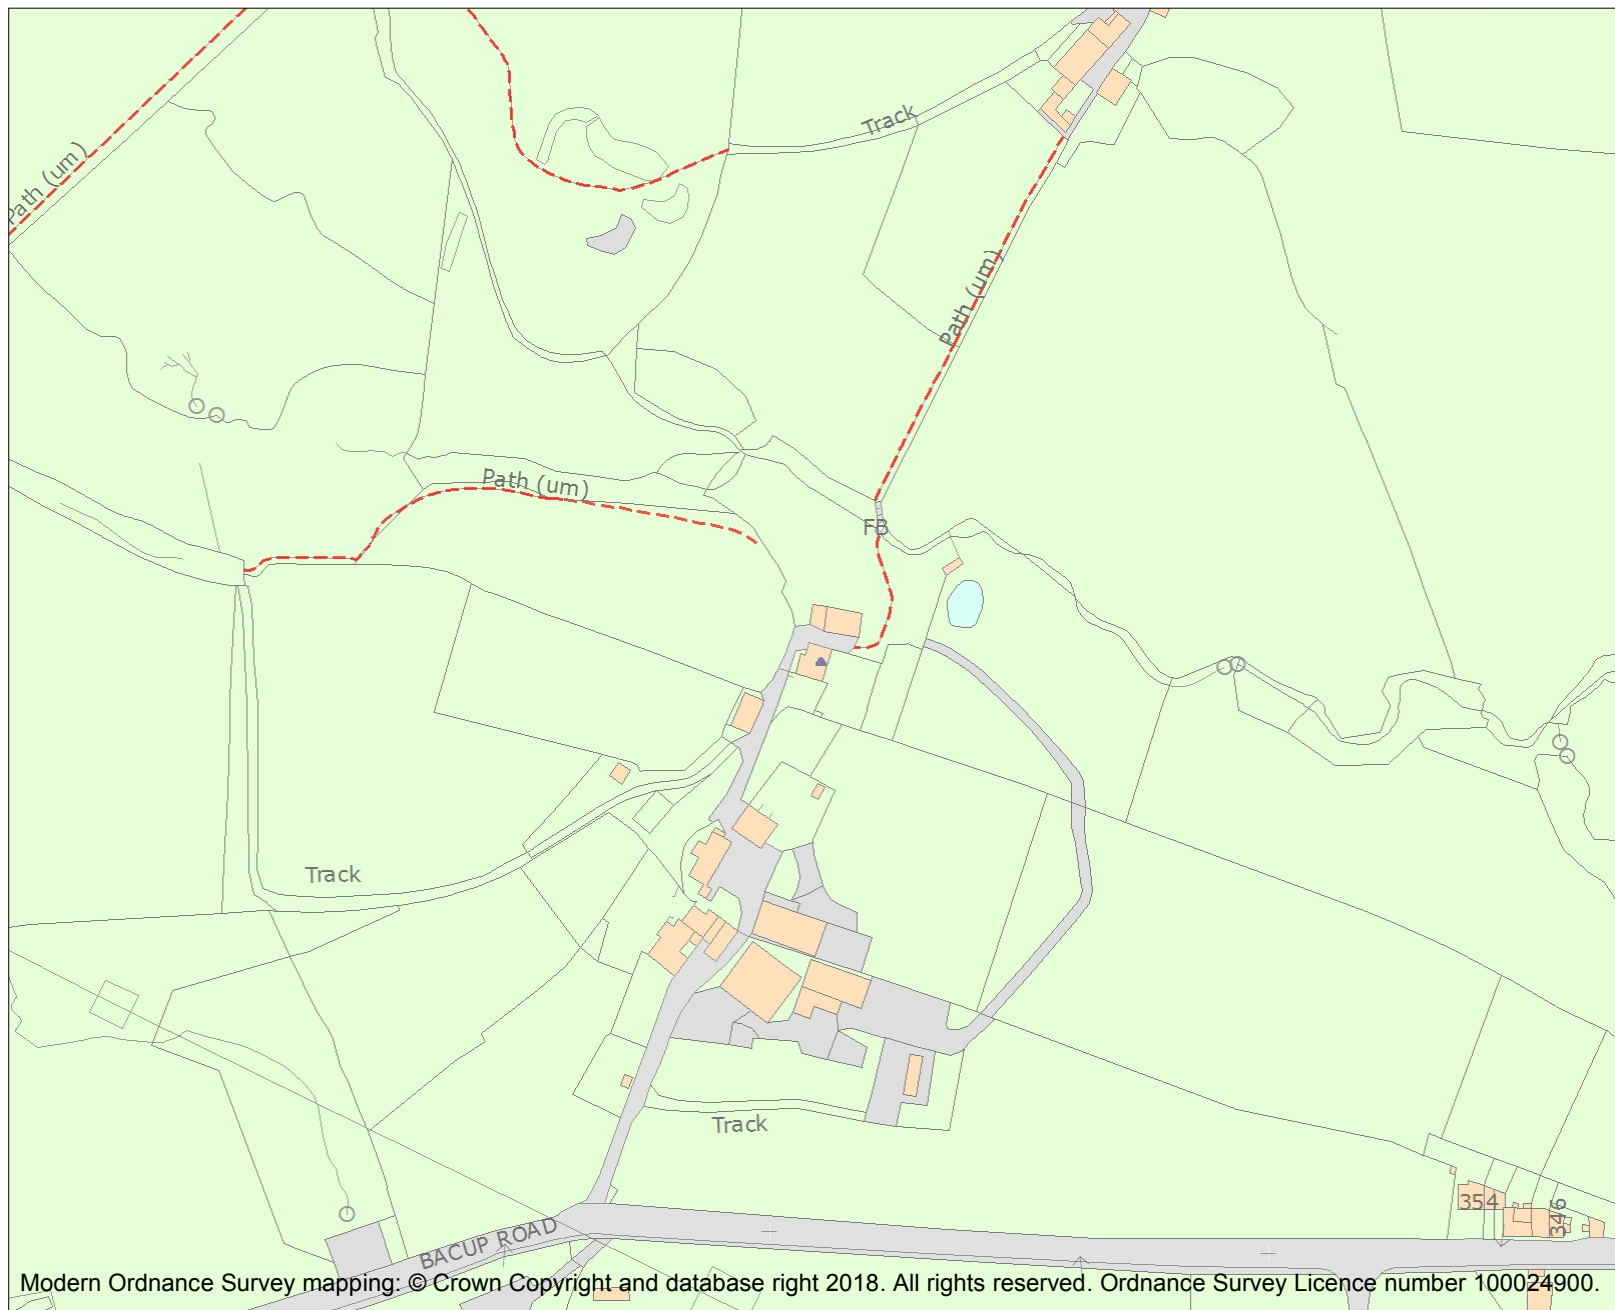 Track
Path (um)
Path (um)
Path (um)
FB
Track
Track
354
346
BACUP ROAD
Modern Ordnance Survey mapping: © Crown Copyright and database right 2018. All rights reserved. Ordnance Survey Licence number 100024900.